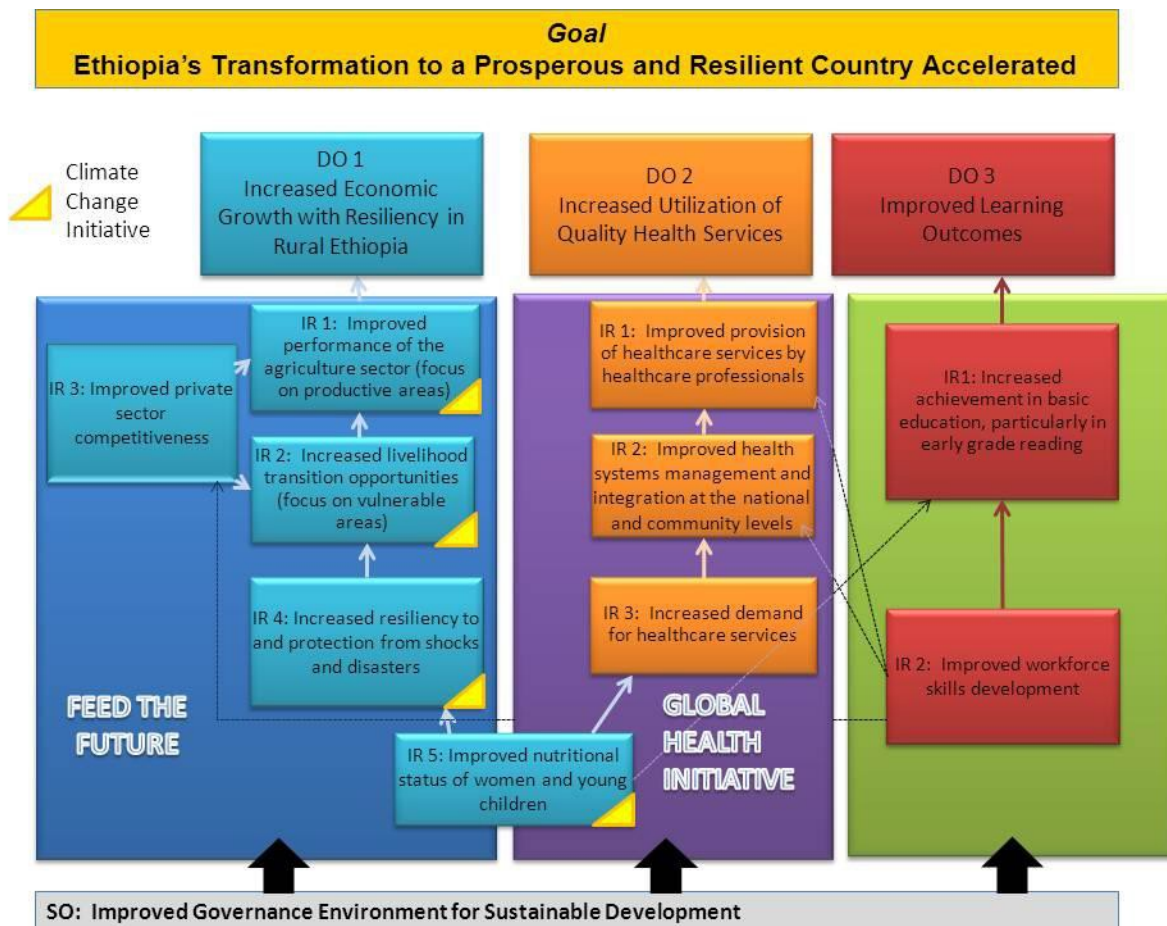 Goal
Ethiopia's Transformation to a Prosperous and Resilient Country Accelerated
Climate
Change
Initiative
DO 1
Increased Economic
Growth with Resiliency in
Rural Ethiopia
DO 2
Increased Utilization of
Quality Health Services
DO 3
Improved Learning
Outcomes
IR 3: Improved private
sector
competitiveness
IR 1: Improved
performance of the
agriculture sector (focus
on productive areas)
IR 2: Increased livelihood
transition opportunities
(focus on vulnerable
areas)
IR 4: Increased resiliency to
and protection from shocks
and disasters
FEED THE
FUTURE
IR 5: Improved nutritional
status of women and young
children
IR 1: Improved provision
of healthcare services by
healthcare professionals
IR 2: Improved health
systems management and
integration at the national
and community levels
IR 3: Increased demand
for healthcare services
GLOBAL
HEALTH
INITIATIVE
IR1: Increased
achievement in basic
education, particularly in
early grade reading
IR 2: Improved workforce
skills development
SO: Improved Governance Environment for Sustainable Development